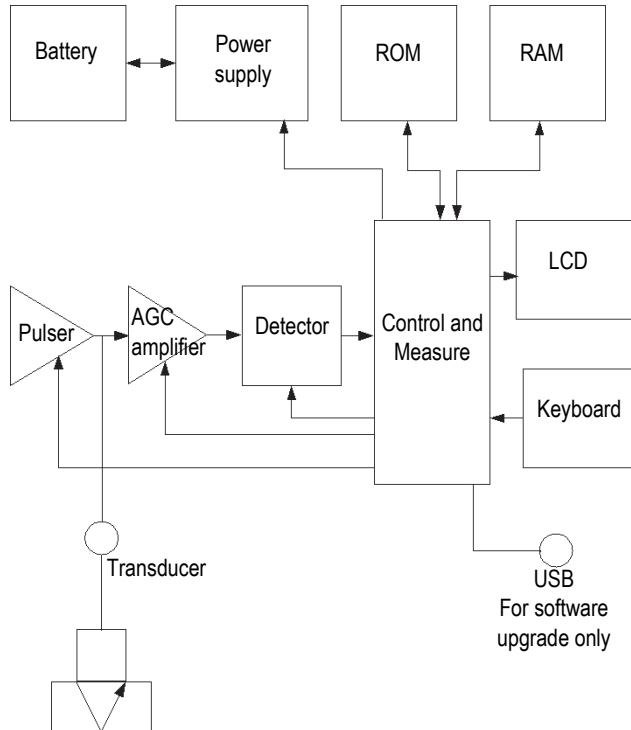 Battery
Power
supply
ROM
RAM
LCD
Pulser
AGC
amplifier
Detector
Control and
Measure
Keyboard
Transducer
USB
For software
upgrade only